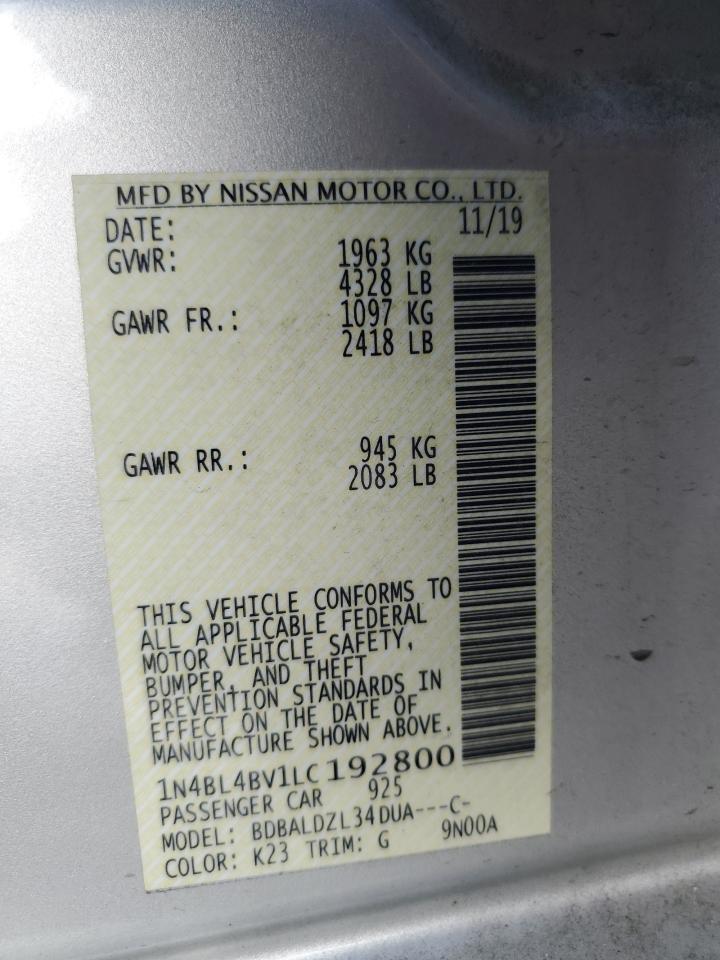 MFD BY NISSAN MOTOR CO., LTD.
DATE: 11/19
GVWR: 1963 KG
4328 LB
GAWR FR.: 1097 KG
2418 LB
GAWR RR.: 945 KG
2083 LB
THIS VEHICLE CONFORMS TO
ALL APPLICABLE FEDERAL
MOTOR VEHICLE SAFETY,
BUMPER, AND THEFT
PREVENTION STANDARDS IN
EFFECT ON THE DATE OF
MANUFACTURE SHOWN ABOVE.
1N4BL4BV1LC192800
PASSENGER CAR 925
MODEL: BDBALDZL34DUA---C-
COLOR: K23 TRIM: G 9N00A